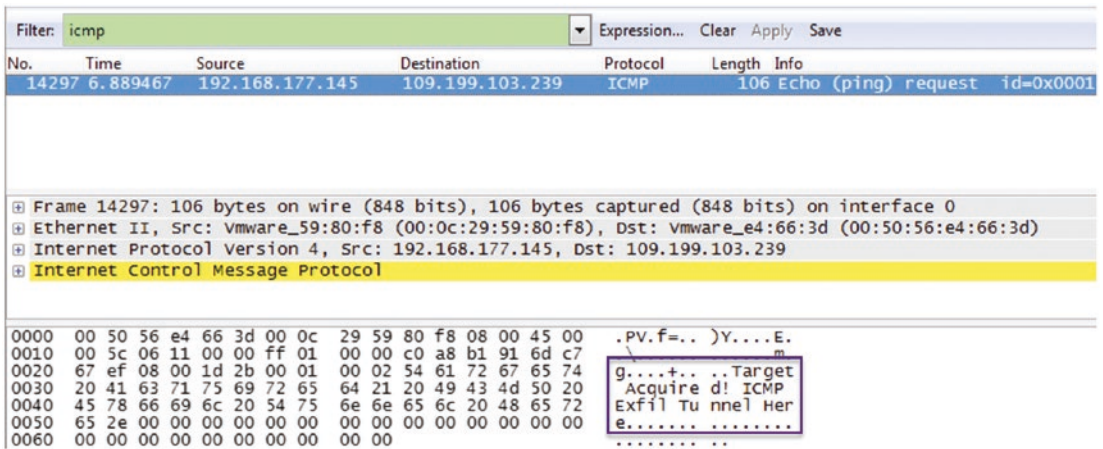 Filter: icmp Expression... Clear Apply Save
No. Time Source Destination Protocol Length Info
14297 6.889467 192.168.177.145 109.199.103.239 ICMP 106 Echo (ping) request id=0x0001
Frame 14297: 106 bytes on wire (848 bits), 106 bytes captured (848 bits) on interface 0
Ethernet II, Src: Vmware_59:80:f8 (00:0c:29:59:80:f8), Dst: Vmware_e4:66:3d (00:50:56:e4:66:3d)
Internet Protocol Version 4, Src: 192.168.177.145, Dst: 109.199.103.239
Internet Control Message Protocol
0000 00 50 56 e4 66 3d 00 0c 29 59 80 f8 08 00 45 00 .PV.f=.. )Y....E.
0010 00 5c 06 11 00 00 ff 01 00 00 c0 a8 b1 91 6d c7 .\............m.
0020 67 ef 08 00 1d 2b 00 01 00 02 54 61 72 67 65 74 g....+.. ..Target
0030 20 41 63 71 75 69 72 65 64 21 20 49 43 4d 50 20 Acquire d! ICMP
0040 45 78 66 69 6c 20 54 75 6e 6e 65 6c 20 48 65 72 Exfil Tu nnel Her
0050 65 2e 00 00 00 00 00 00 00 00 00 00 00 00 00 00 e....... ........
0060 00 00 00 00 00 00 00 00 00 00 ........ ..